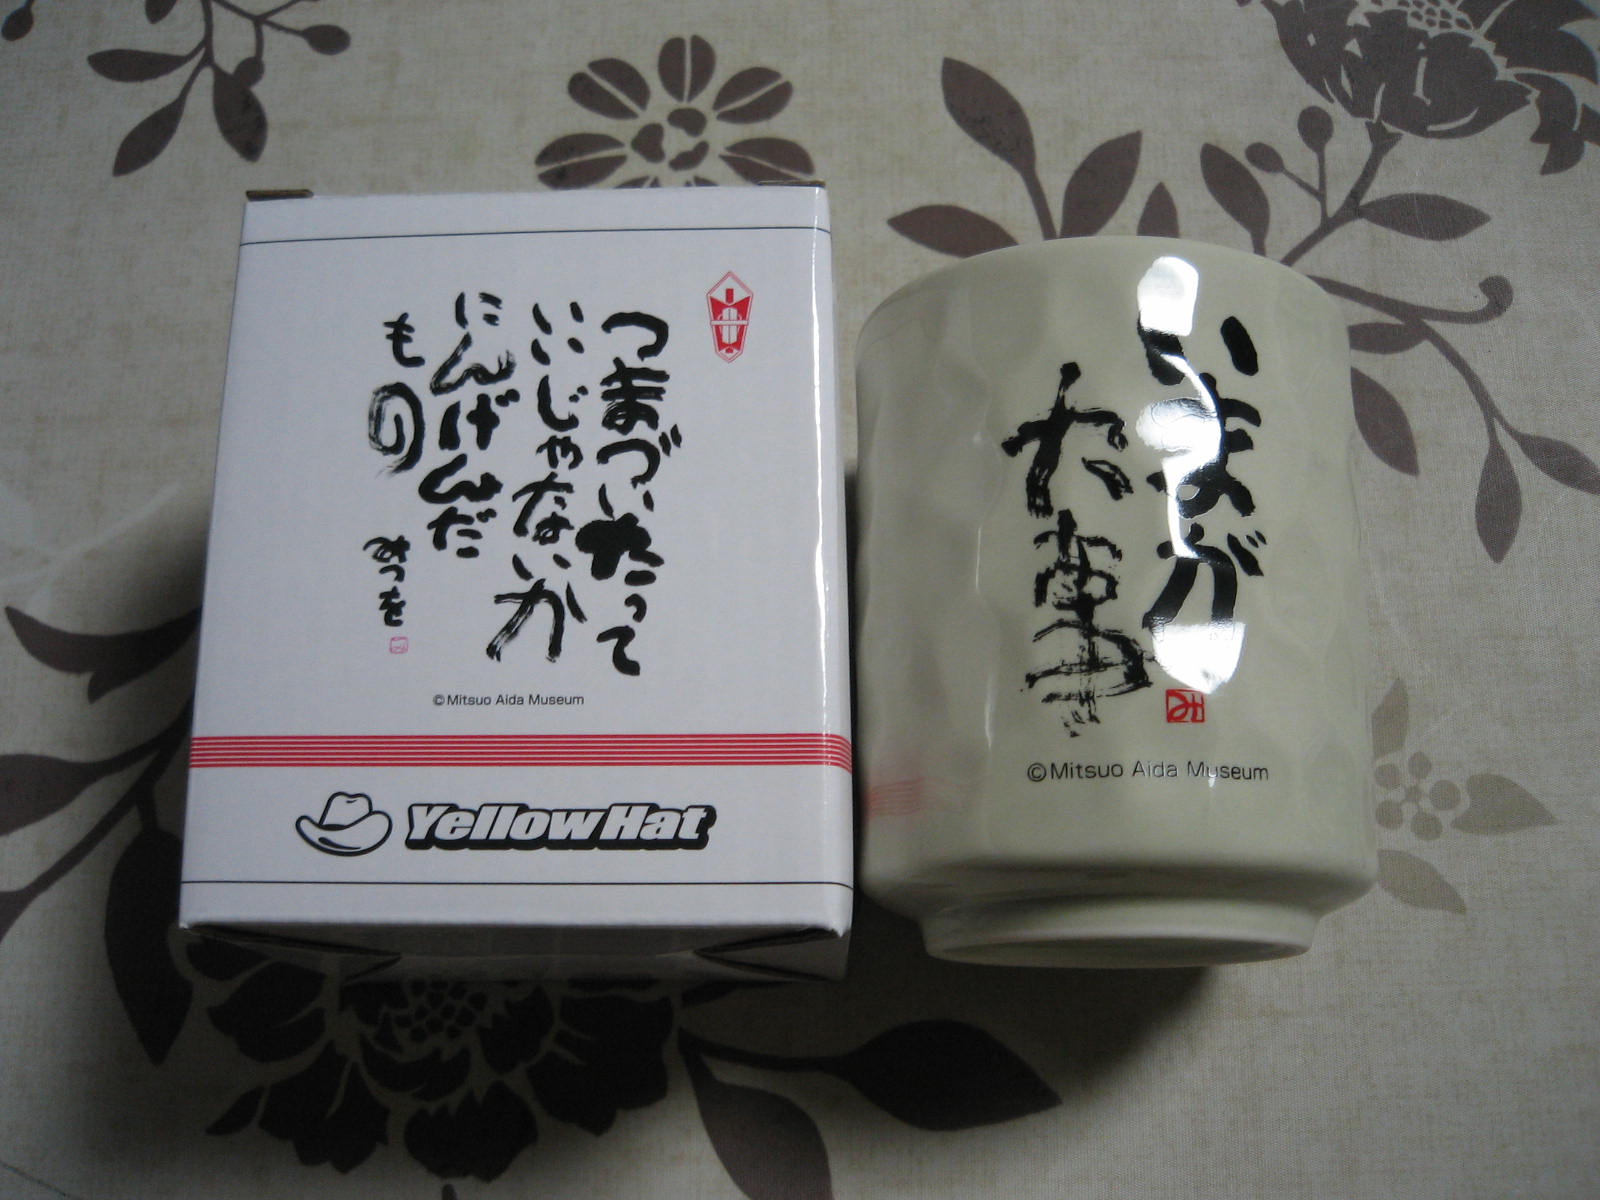 つまづいたって
いいじゃないか
にんげんだ
もの
みつを
©Mitsuo Aida Museum
YellowHat
いまが
大事
み
©Mitsuo Aida Museum